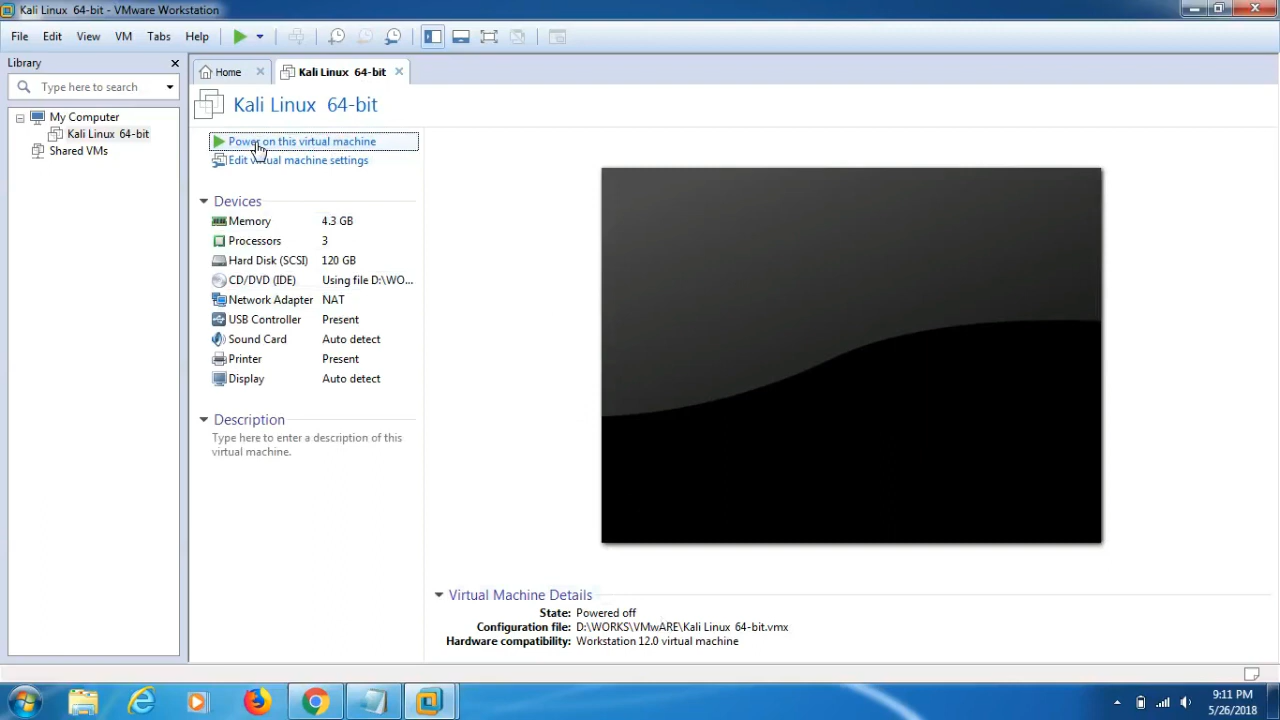 Kali Linux  64-bit - VMware Workstation
File Edit View VM Tabs Help
Library
Home
Kali Linux  64-bit
Type here to search
Kali Linux  64-bit
My Computer
Kali Linux  64-bit
Shared VMs
Power on this virtual machine
Edit virtual machine settings
Devices
Memory 4.3 GB
Processors 3
Hard Disk (SCSI) 120 GB
CD/DVD (IDE) Using file D:\WO...
Network Adapter NAT
USB Controller Present
Sound Card Auto detect
Printer Present
Display Auto detect
Description
Type here to enter a description of this
virtual machine.
Virtual Machine Details
State: Powered off
Configuration file: D:\WORKS\VMwARE\Kali Linux  64-bit.vmx
Hardware compatibility: Workstation 12.0 virtual machine
9:11 PM
5/26/2018